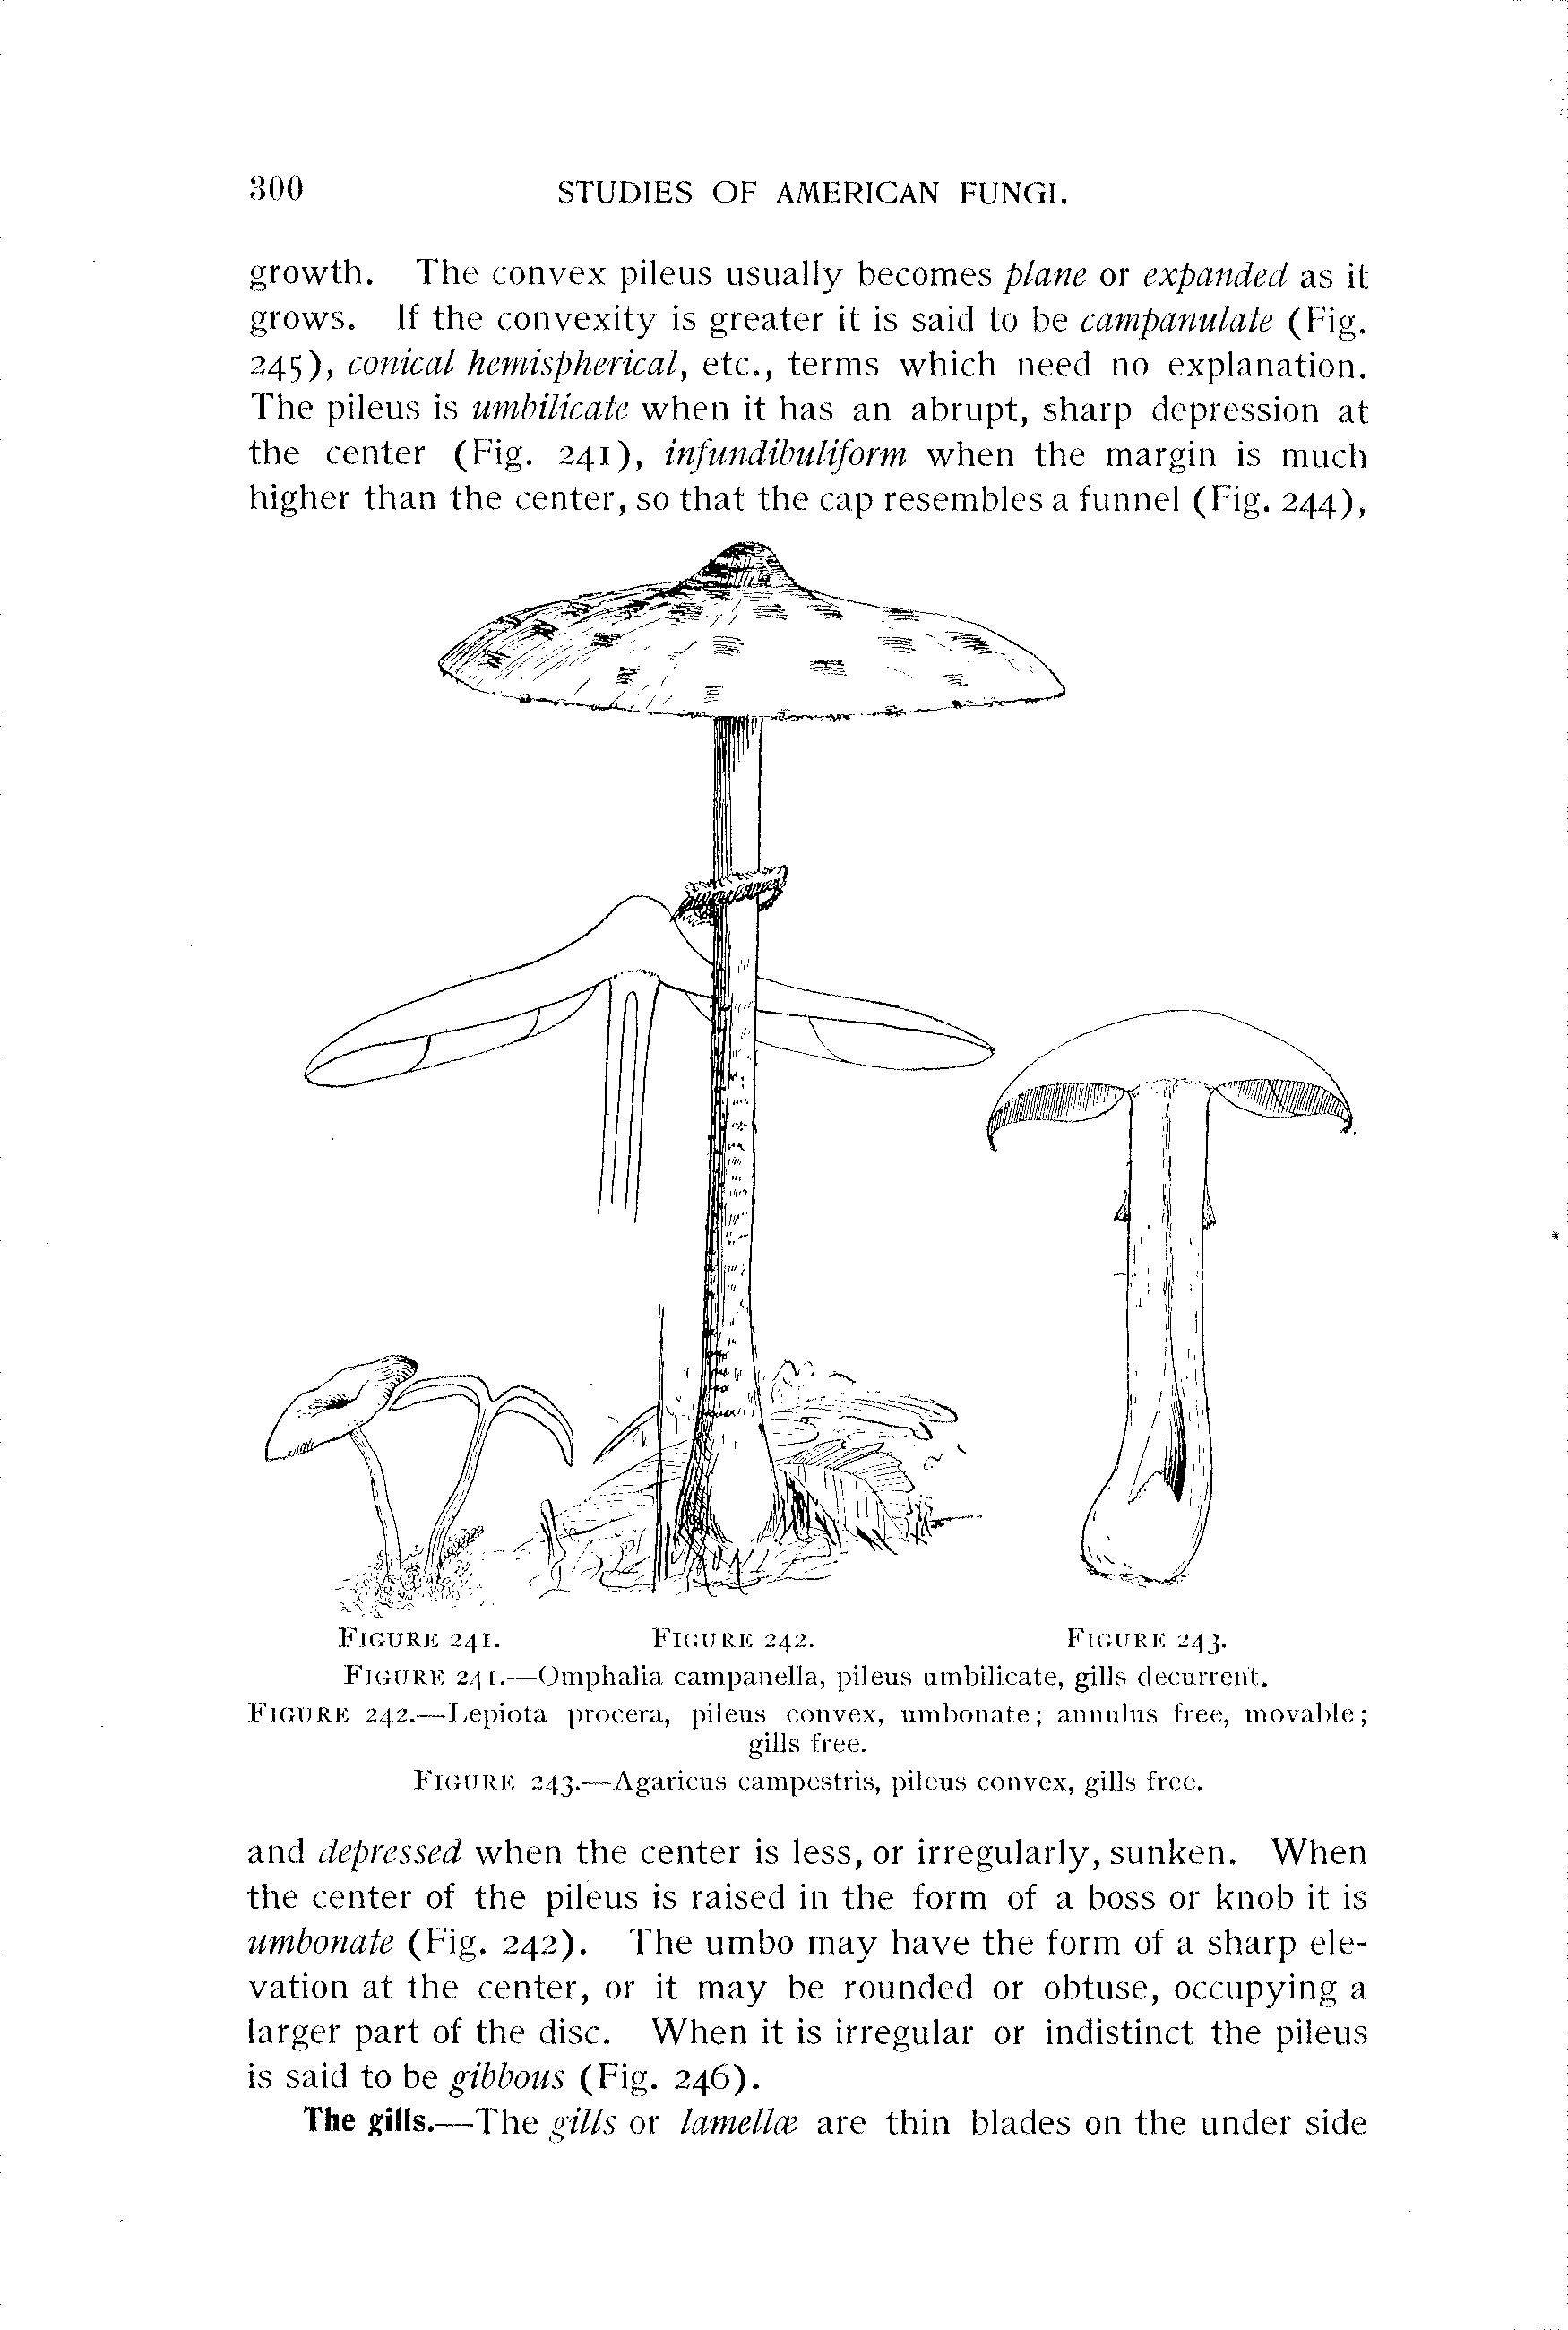 300 STUDIES OF AMERICAN FUNGI.
growth. The convex pileus usually becomes plane or expanded as it
grows. If the convexity is greater it is said to be campanulate (Fig.
245), conical hemispherical, etc., terms which need no explanation.
The pileus is umbilicate when it has an abrupt, sharp depression at
the center (Fig. 241), infundibuliform when the margin is much
higher than the center, so that the cap resembles a funnel (Fig. 244),
FIGURE 241. FIGURE 242. FIGURE 243.
FIGURE 241.—Omphalia campanella, pileus umbilicate, gills decurrent.
FIGURE 242.—Lepiota procera, pileus convex, umbonate; annulus free, movable;
gills free.
FIGURE 243.—Agaricus campestris, pileus convex, gills free.
and depressed when the center is less, or irregularly, sunken. When
the center of the pileus is raised in the form of a boss or knob it is
umbonate (Fig. 242). The umbo may have the form of a sharp ele-
vation at the center, or it may be rounded or obtuse, occupying a
larger part of the disc. When it is irregular or indistinct the pileus
is said to be gibbous (Fig. 246).
The gills.—The gills or lamellæ are thin blades on the under side